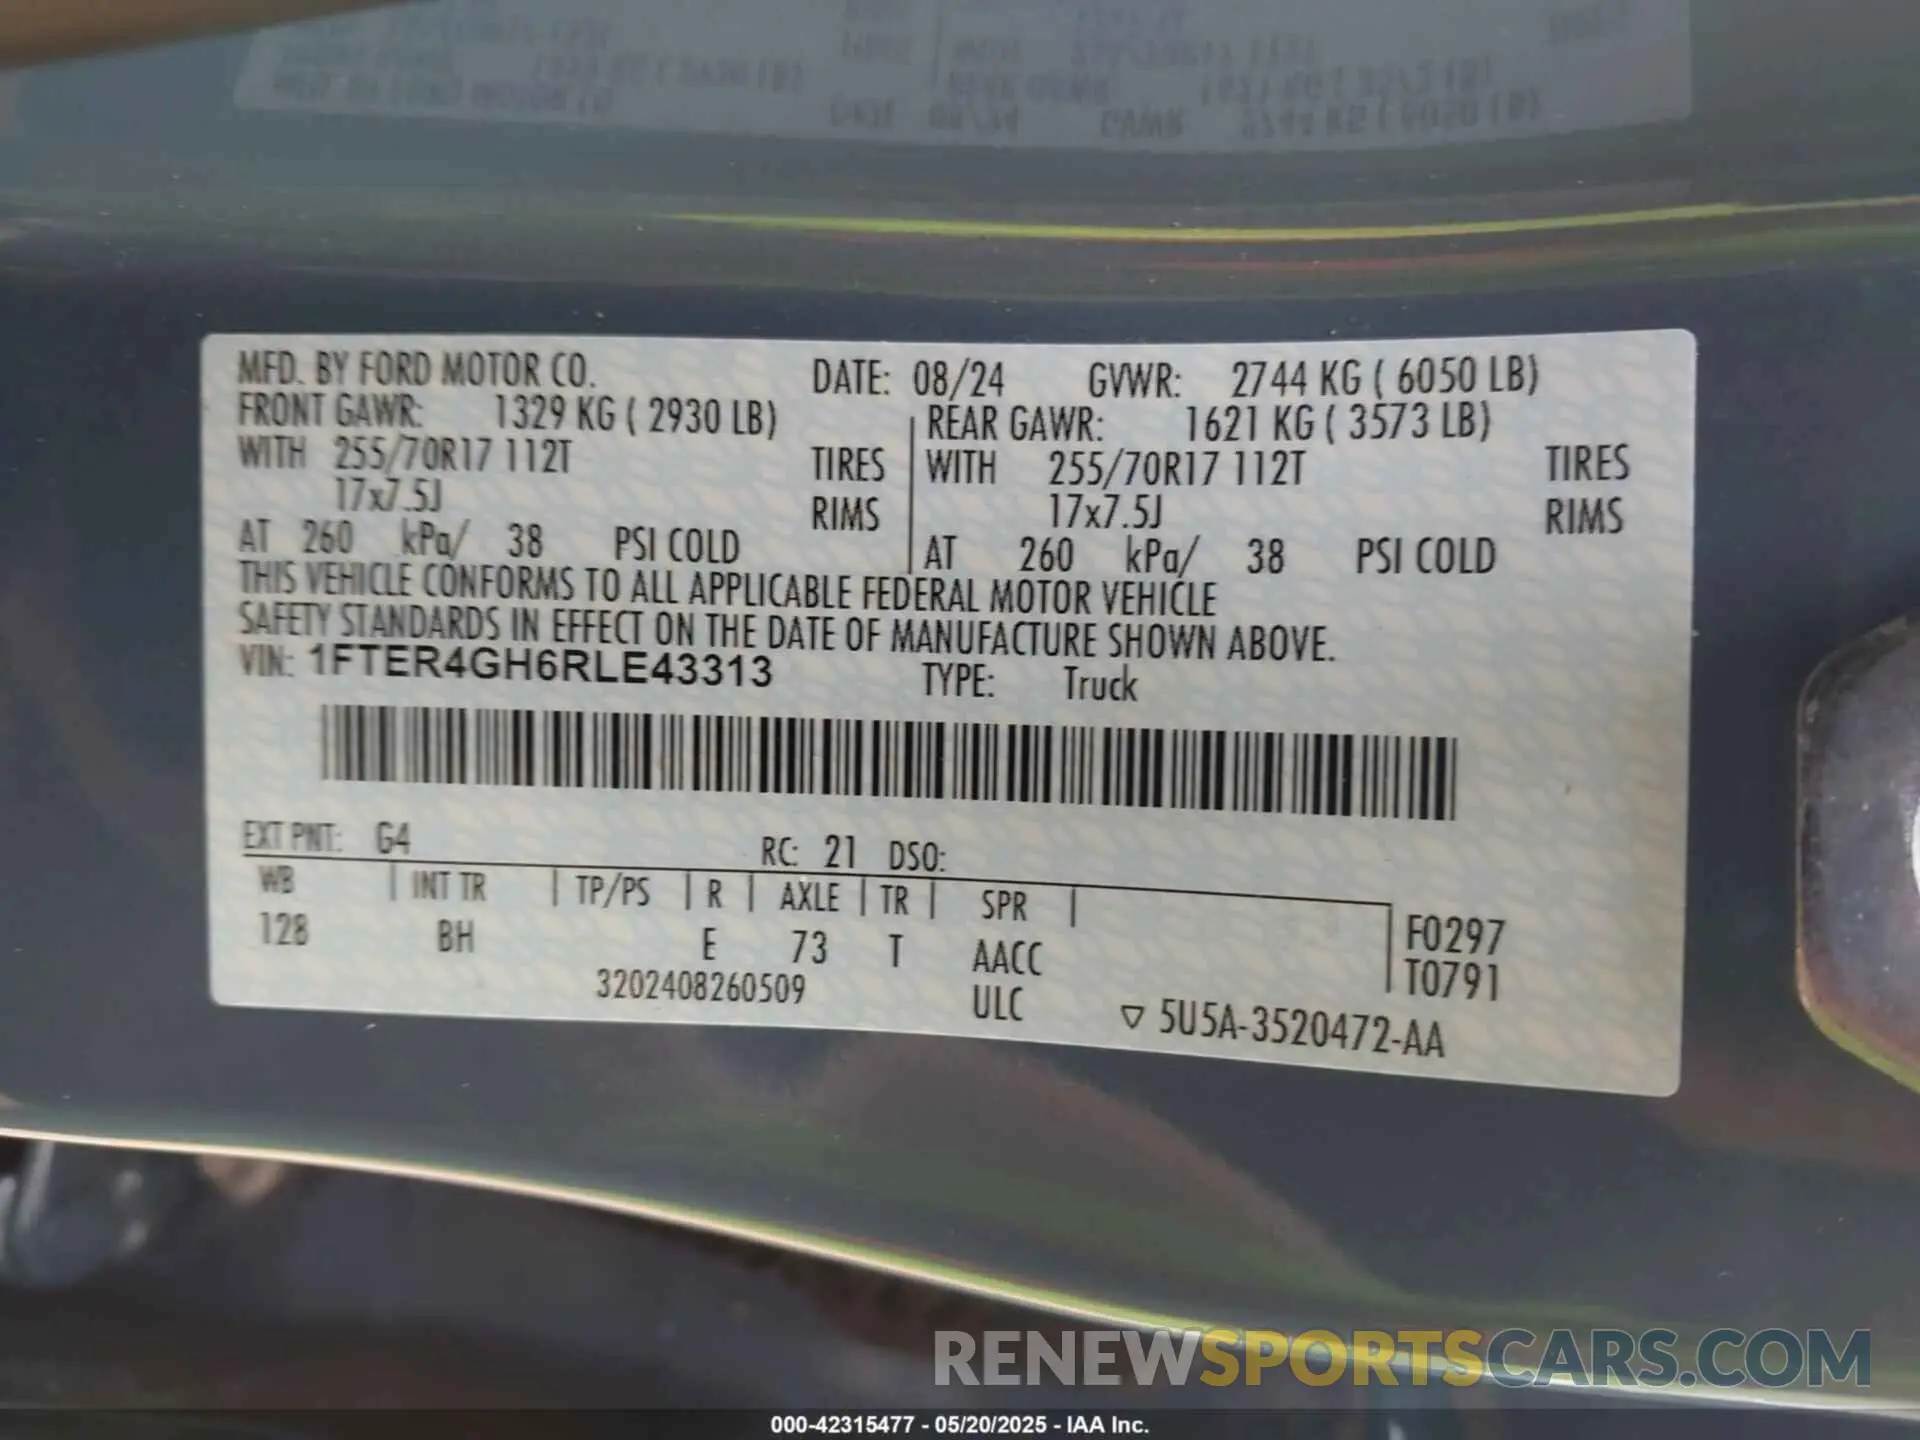 MFD. BY FORD MOTOR CO. DATE: 08/24 GVWR: 2744 KG ( 6050 LB)
FRONT GAWR: 1329 KG ( 2930 LB) REAR GAWR: 1621 KG ( 3573 LB)
WITH 255/70R17 112T TIRES WITH 255/70R17 112T TIRES
17x7.5J RIMS 17x7.5J RIMS
AT 260 kPa/ 38 PSI COLD AT 260 kPa/ 38 PSI COLD
THIS VEHICLE CONFORMS TO ALL APPLICABLE FEDERAL MOTOR VEHICLE
SAFETY STANDARDS IN EFFECT ON THE DATE OF MANUFACTURE SHOWN ABOVE.
VIN: 1FTER4GH6RLE43313 TYPE: Truck
EXT PNT: G4 RC: 21 DSO:
WB | INT TR | TP/PS | R | AXLE | TR | SPR |
128 BH E 73 T AACC F0297
3202408260509 ULC T0791
▽ 5U5A-3520472-AA
RENEWSPORTSCARS.COM
000-42315477 - 05/20/2025 - IAA Inc.